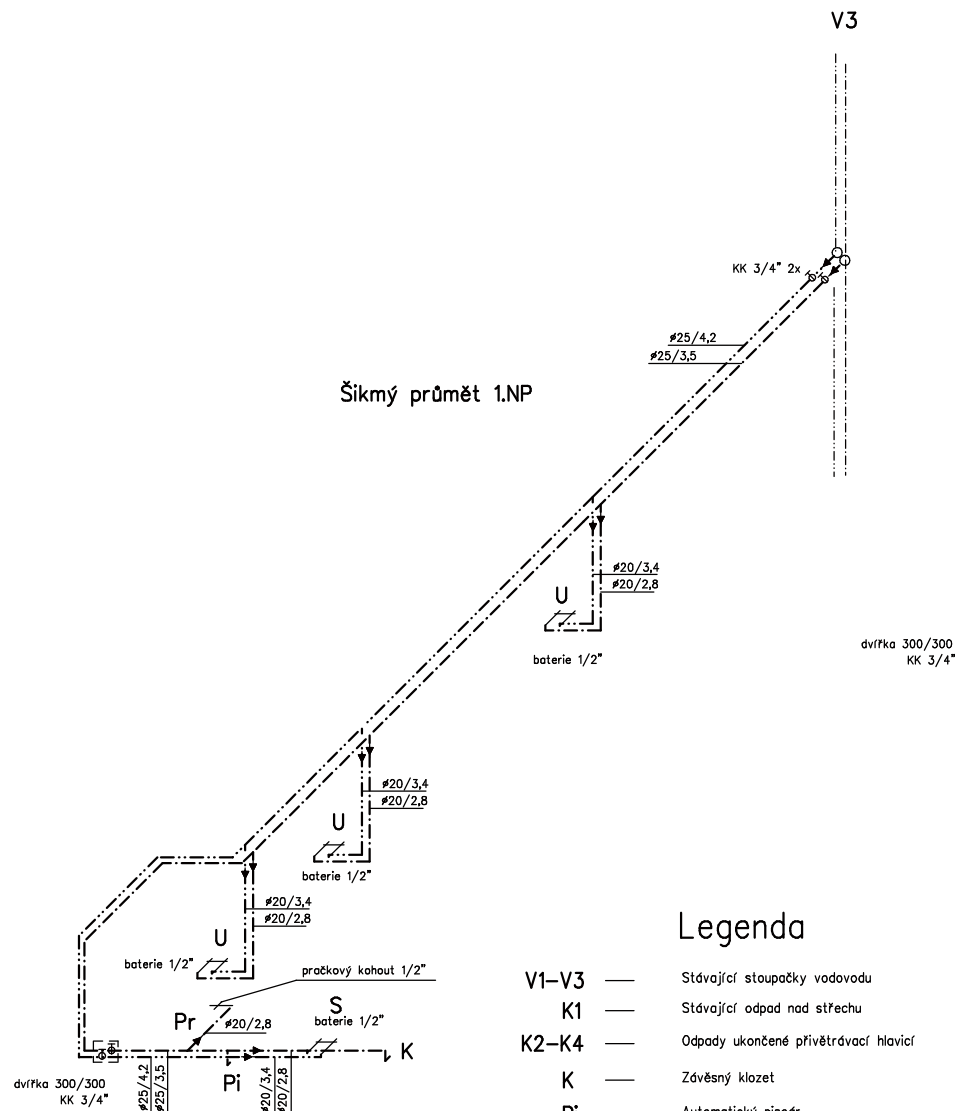 V3
KK 3/4" 2x
ø25/4,2
ø25/3,5
Šikmý průmět 1.NP
ø20/3,4
ø20/2,8
U
baterie 1/2"
dvířka 300/300
KK 3/4"
ø20/3,4
ø20/2,8
U
baterie 1/2"
ø20/3,4
ø20/2,8
U
baterie 1/2"
pračkový kohout 1/2"
S
baterie 1/2"
Pr
ø20/2,8
K
Pi
dvířka 300/300
KK 3/4"
ø25/4,2
ø25/3,5
ø20/3,4
ø20/2,8
Legenda
V1–V3 — Stávající stoupačky vodovodu
K1 — Stávající odpad nad střechu
K2–K4 — Odpady ukončené přivětrávací hlavicí
K — Závěsný klozet
Pi — Automatický pisoár